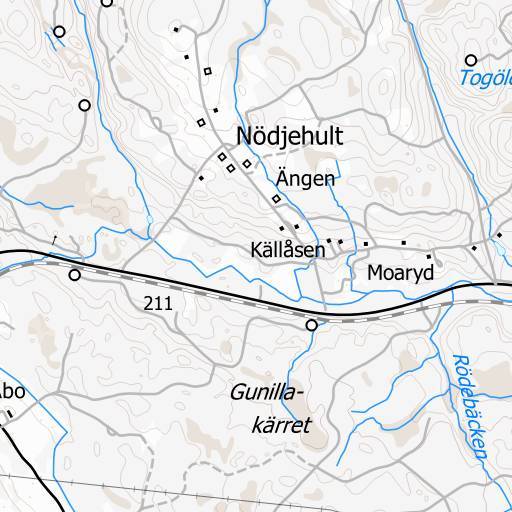 Nödjehult
Ängen
Källåsen
Moaryd
211
Gunilla-
kärret
Rödebäcken